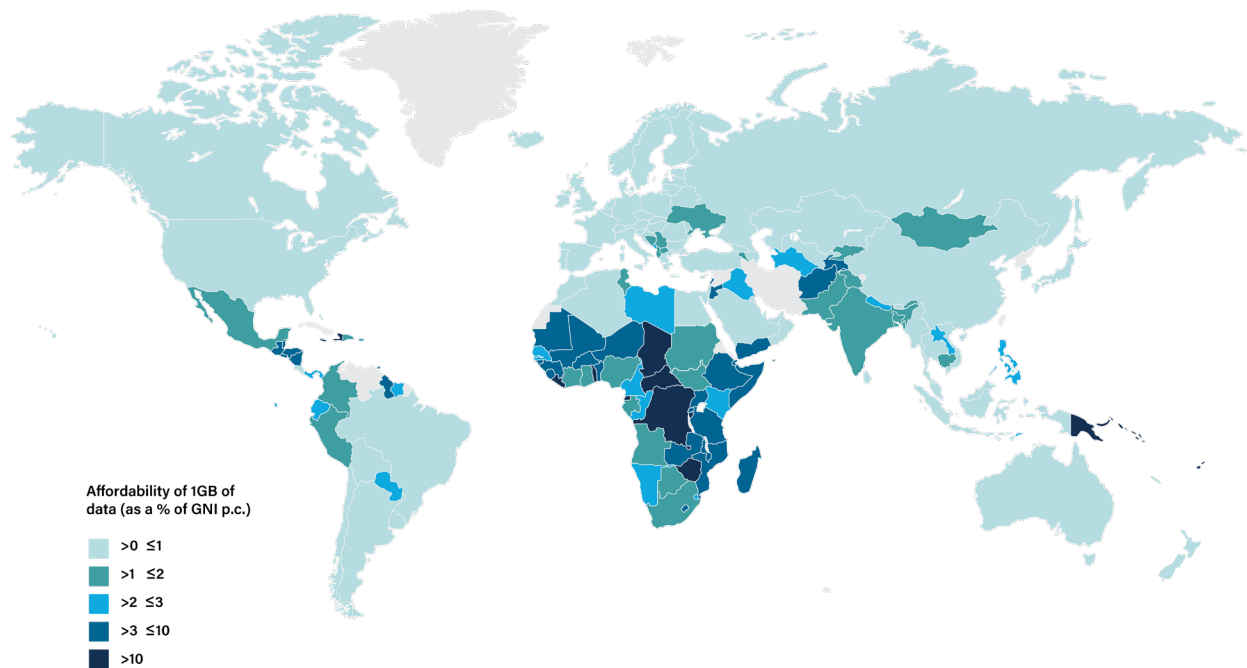 Affordability of 1GB of
data (as a % of GNI p.c.)
>0 ≤1
>1 ≤2
>2 ≤3
>3 ≤10
>10